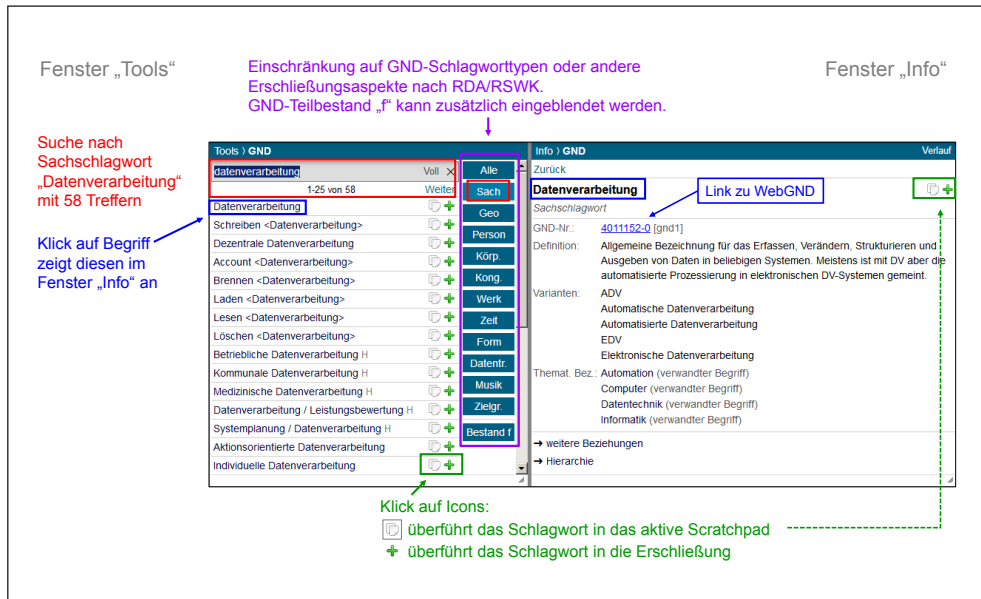 Fenster „Tools“
Einschränkung auf GND-Schlagworttypen oder andere
Erschließungsaspekte nach RDA/RSWK.
GND-Teilbestand „f“ kann zusätzlich eingeblendet werden.
Fenster „Info“
Suche nach
Sachschlagwort
„Datenverarbeitung“
mit 58 Treffern
Klick auf Begriff
zeigt diesen im
Fenster „Info“ an
Tools ⟩ GND
datenverarbeitung Voll ×
1-25 von 58 Weiter
Datenverarbeitung
Schreiben <Datenverarbeitung>
Dezentrale Datenverarbeitung
Account <Datenverarbeitung>
Brennen <Datenverarbeitung>
Laden <Datenverarbeitung>
Lesen <Datenverarbeitung>
Löschen <Datenverarbeitung>
Betriebliche Datenverarbeitung H
Kommunale Datenverarbeitung H
Medizinische Datenverarbeitung H
Datenverarbeitung / Leistungsbewertung H
Systemplanung / Datenverarbeitung H
Aktionsorientierte Datenverarbeitung
Individuelle Datenverarbeitung
Alle
Sach
Geo
Person
Körp.
Kong.
Werk
Zeit
Form
Datentr.
Musik
Zielgr.
Bestand f
Info ⟩ GND Verlauf
Zurück
Datenverarbeitung
Link zu WebGND
Sachschlagwort
GND-Nr.: 4011152-0 [gnd1]
Definition: Allgemeine Bezeichnung für das Erfassen, Verändern, Strukturieren und
Ausgeben von Daten in beliebigen Systemen. Meistens ist mit DV aber die
automatisierte Prozessierung in elektronischen DV-Systemen gemeint.
Varianten: ADV
Automatische Datenverarbeitung
Automatisierte Datenverarbeitung
EDV
Elektronische Datenverarbeitung
Themat. Bez.: Automation (verwandter Begriff)
Computer (verwandter Begriff)
Datentechnik (verwandter Begriff)
Informatik (verwandter Begriff)
➔ weitere Beziehungen
➔ Hierarchie
Klick auf Icons:
überführt das Schlagwort in das aktive Scratchpad
überführt das Schlagwort in die Erschließung